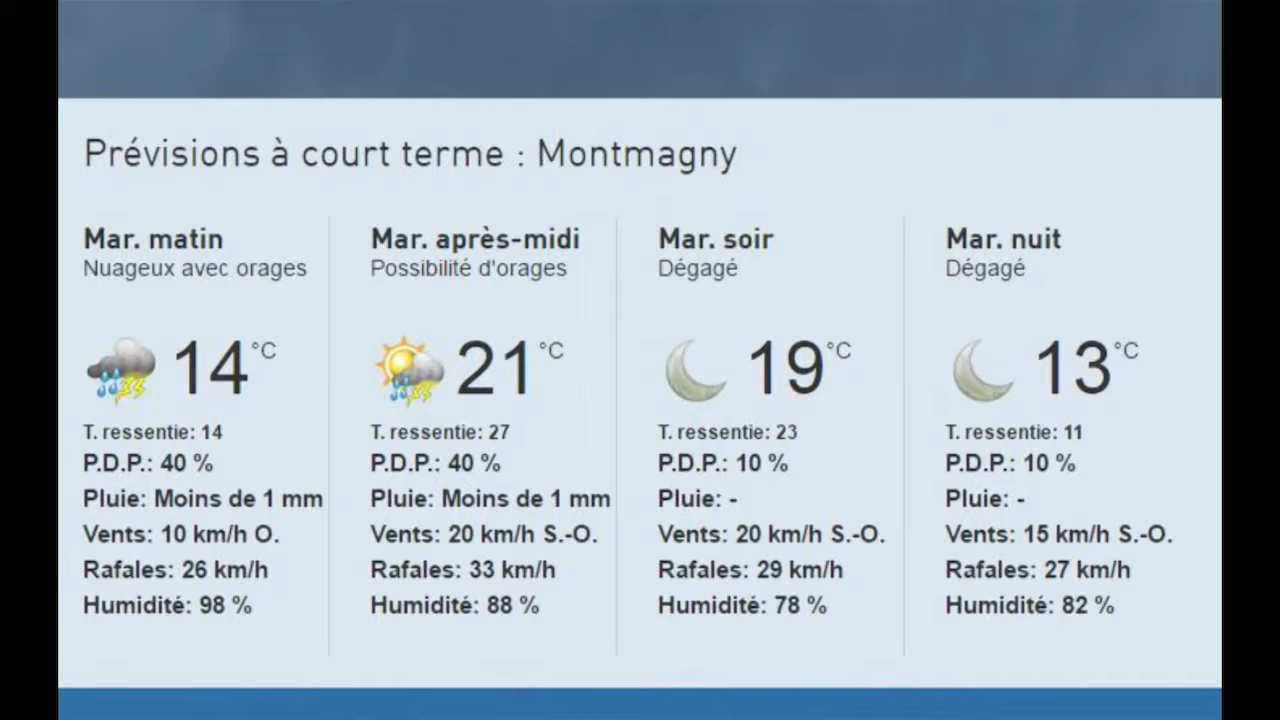 Prévisions à court terme : Montmagny
Mar. matin
Nuageux avec orages
14 °C
T. ressentie: 14
P.D.P.: 40 %
Pluie: Moins de 1 mm
Vents: 10 km/h O.
Rafales: 26 km/h
Humidité: 98 %
Mar. après-midi
Possibilité d'orages
21 °C
T. ressentie: 27
P.D.P.: 40 %
Pluie: Moins de 1 mm
Vents: 20 km/h S.-O.
Rafales: 33 km/h
Humidité: 88 %
Mar. soir
Dégagé
19 °C
T. ressentie: 23
P.D.P.: 10 %
Pluie: -
Vents: 20 km/h S.-O.
Rafales: 29 km/h
Humidité: 78 %
Mar. nuit
Dégagé
13 °C
T. ressentie: 11
P.D.P.: 10 %
Pluie: -
Vents: 15 km/h S.-O.
Rafales: 27 km/h
Humidité: 82 %